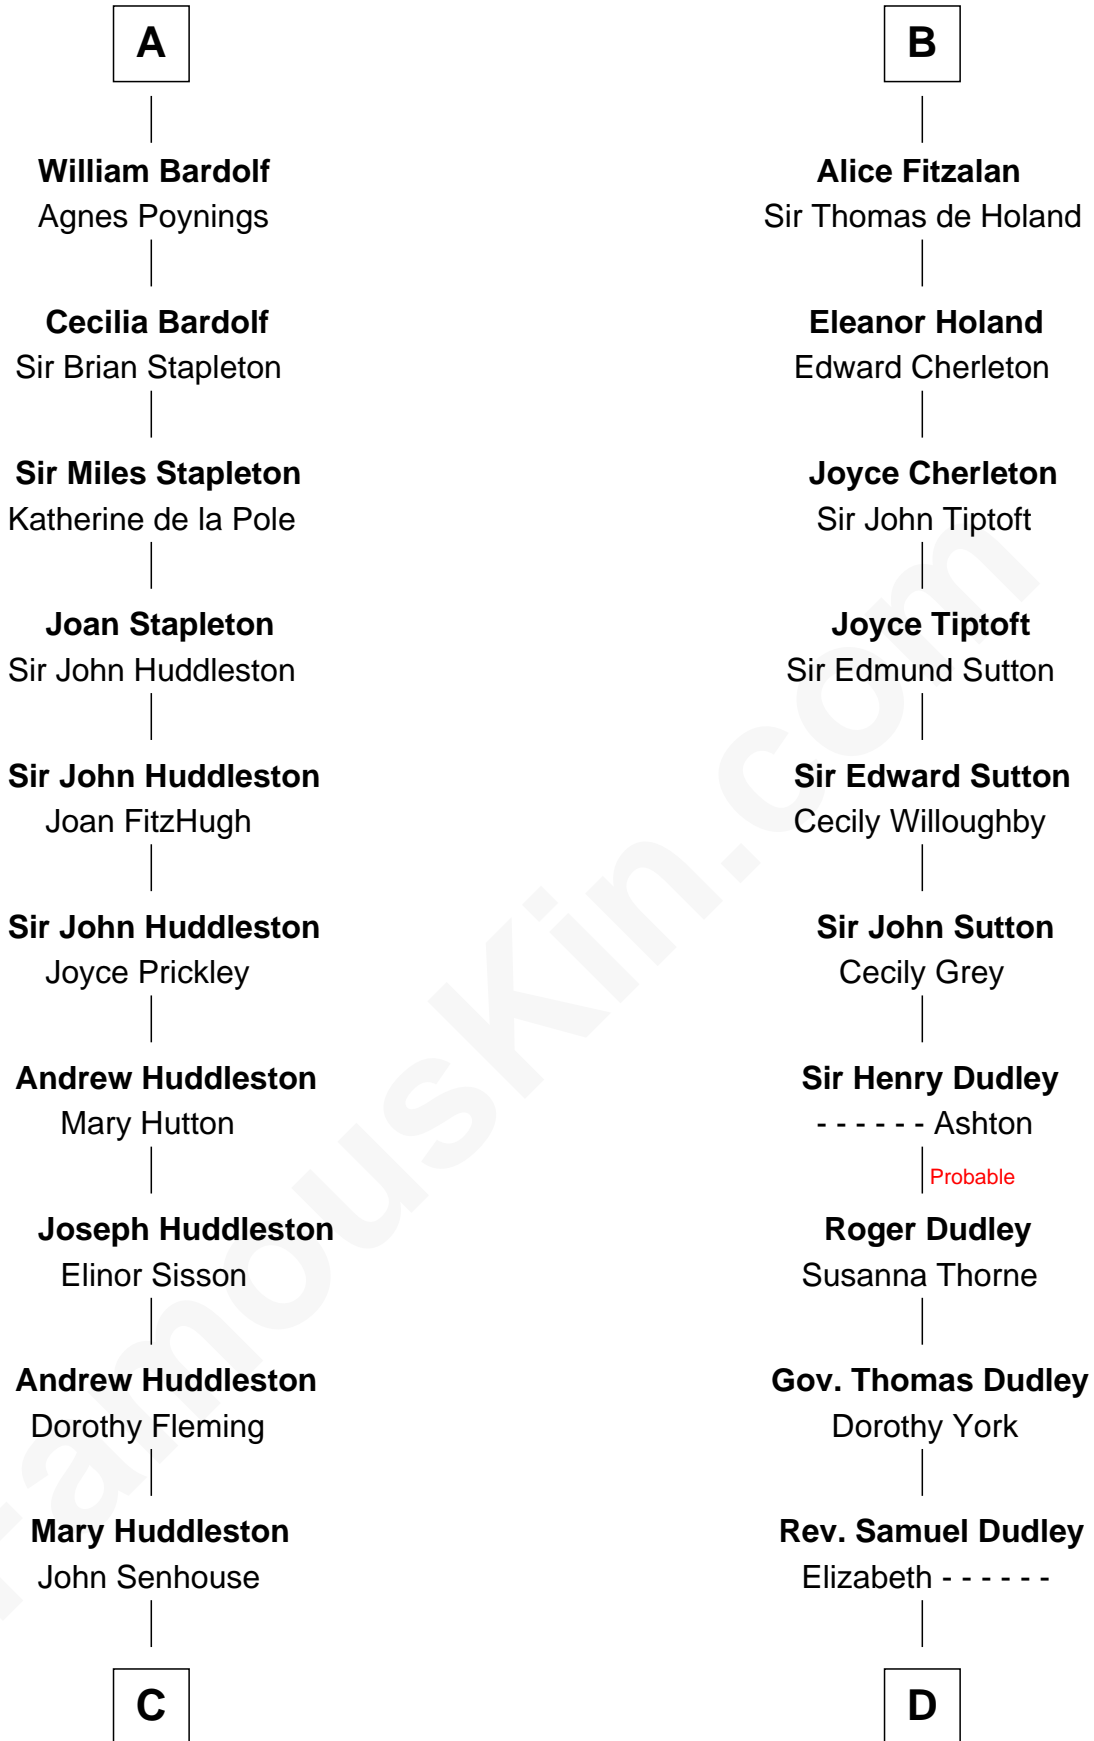 A
William Bardolf
Agnes Poynings
Cecilia Bardolf
Sir Brian Stapleton
Sir Miles Stapleton
Katherine de la Pole
Joan Stapleton
Sir John Huddleston
Sir John Huddleston
Joan FitzHugh
Sir John Huddleston
Joyce Prickley
Andrew Huddleston
Mary Hutton
Joseph Huddleston
Elinor Sisson
Andrew Huddleston
Dorothy Fleming
Mary Huddleston
John Senhouse
C
B
Alice Fitzalan
Sir Thomas de Holand
Eleanor Holand
Edward Cherleton
Joyce Cherleton
Sir John Tiptoft
Joyce Tiptoft
Sir Edmund Sutton
Sir Edward Sutton
Cecily Willoughby
Sir John Sutton
Cecily Grey
Sir Henry Dudley
- - - - - - Ashton
Probable
Roger Dudley
Susanna Thorne
Gov. Thomas Dudley
Dorothy York
Rev. Samuel Dudley
Elizabeth - - - - - -
D
FamousKin.com